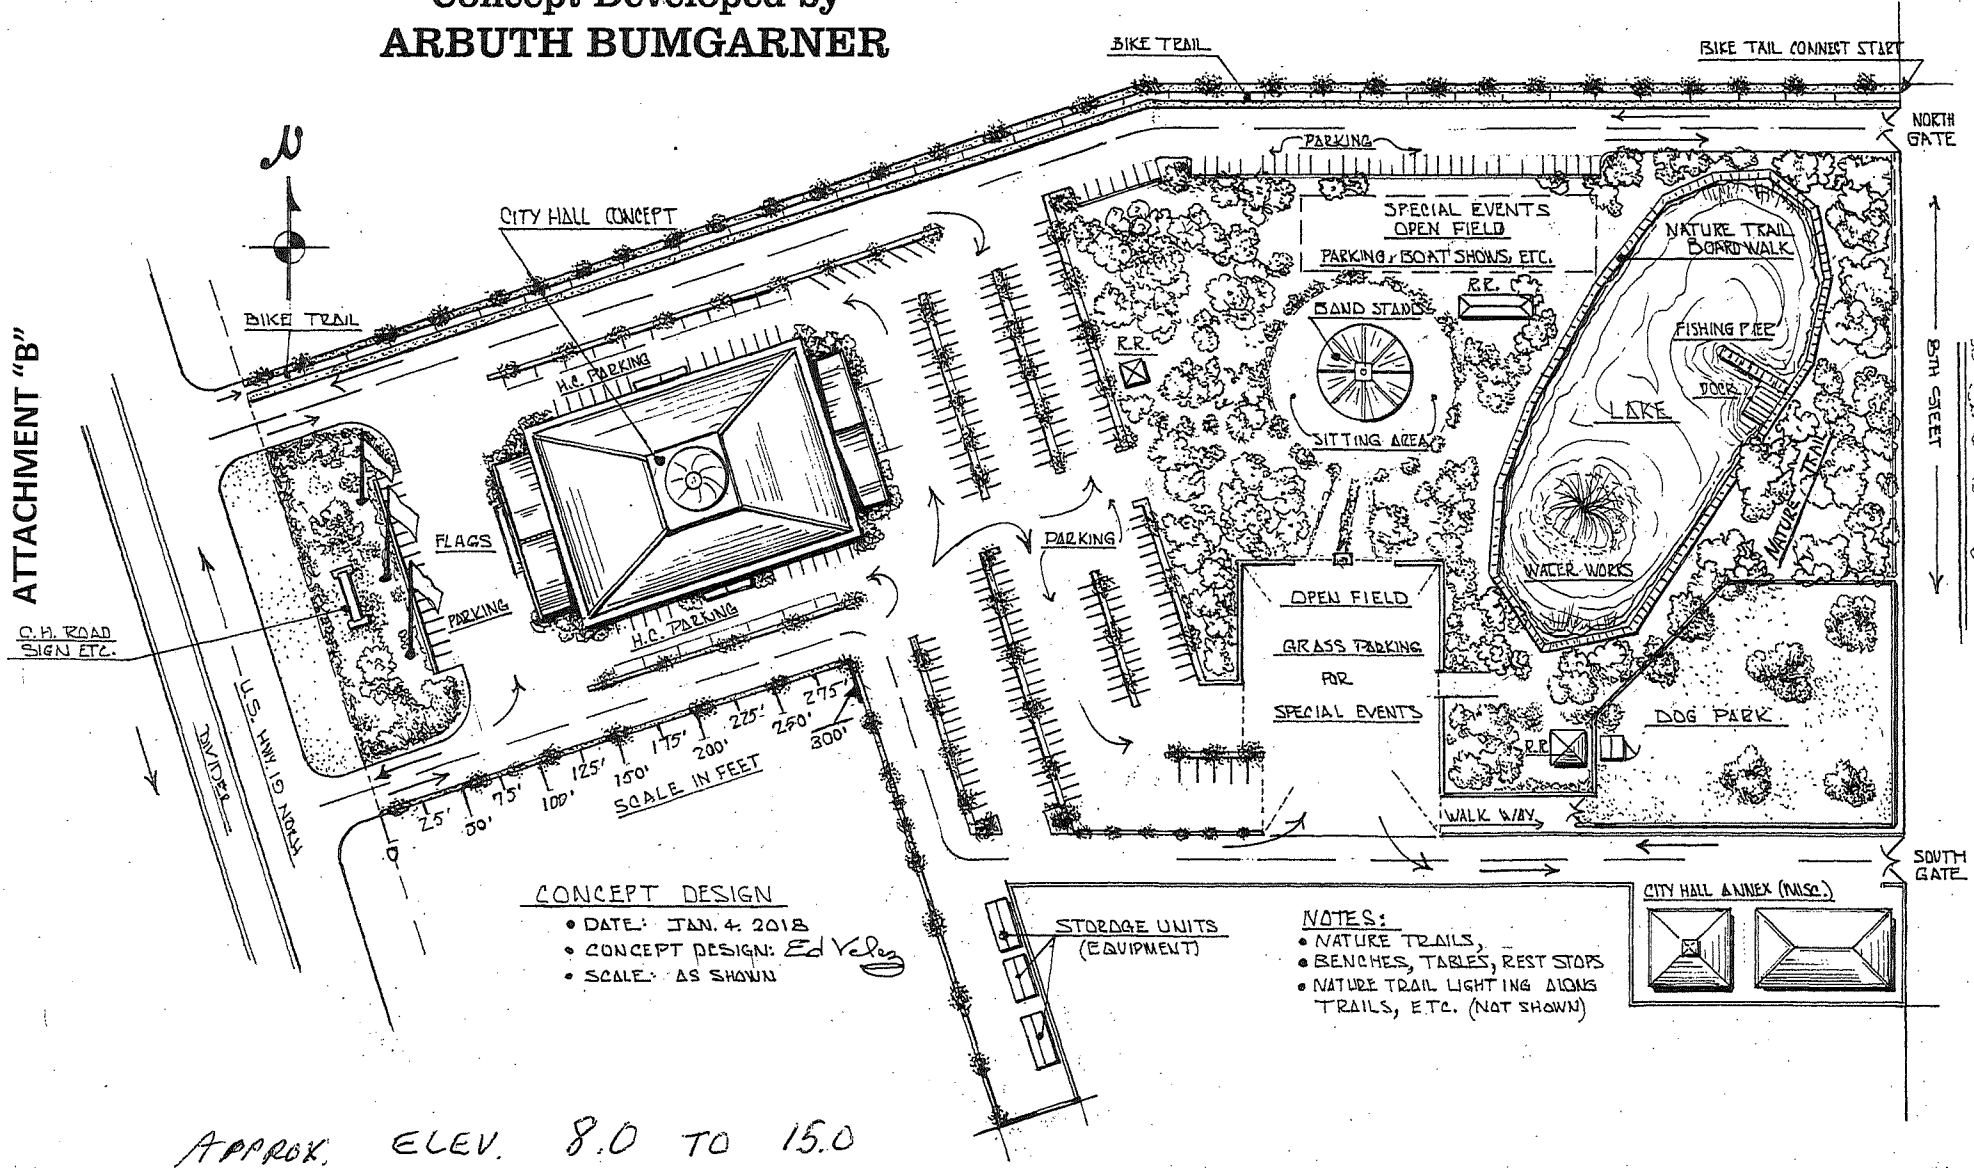 Concept Developed by
ARBUTH BUMGARNER
BIKE TRAIL
BIKE TAIL CONNECT START
NORTH
GATE
N
PARKING
CITY HALL CONCEPT
SPECIAL EVENTS
OPEN FIELD
PARKING, BOAT SHOWS, ETC.
NATURE TRAIL
BOARDWALK
R.R.
BAND STAND
BIKE TRAIL
FISHING PIER
R.R.
H.C. PARKING
DOCK
8TH STEET
ATTACHMENT "B"
LAKE
SITTING AREA
NATURE TRAIL
FLAGS
PARKING
WATER WORKS
OPEN FIELD
GRASS PARKING
FOR
SPECIAL EVENTS
PARKING
H.C. PARKING
C.H. ROAD
SIGN ETC.
U.S. HWY. 19 NORTH
DIVIDER
DOG PARK
R.R.
25'
50'
75'
100'
125'
150'
175'
200'
225'
250'
275'
300'
SCALE IN FEET
WALK WAY
SOUTH
GATE
CITY HALL ANNEX (MISC.)
CONCEPT DESIGN
• DATE: JAN. 4. 2018
• CONCEPT DESIGN: Ed Velez
• SCALE: AS SHOWN
STORAGE UNITS
(EQUIPMENT)
NOTES:
• NATURE TRAILS,
• BENCHES, TABLES, REST STOPS
• NATURE TRAIL LIGHTING ALONG
TRAILS, ETC. (NOT SHOWN)
APPROX. ELEV. 8.0 TO 15.0